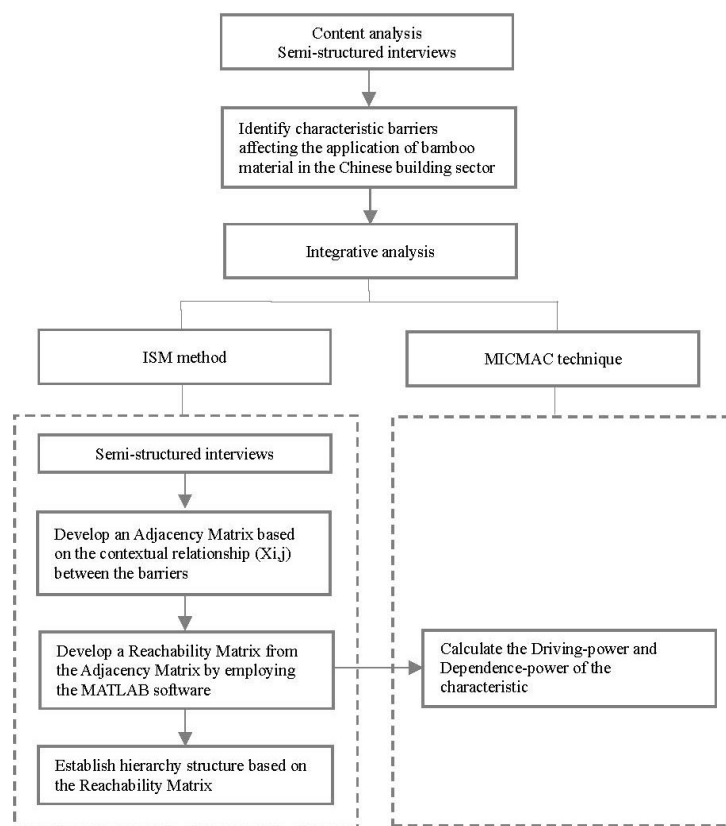 Content analysis
Semi-structured interviews
Identify characteristic barriers
affecting the application of bamboo
material in the Chinese building sector
Integrative analysis
ISM method
MICMAC technique
Semi-structured interviews
Develop an Adjacency Matrix based
on the contextual relationship (Xi,j)
between the barriers
Develop a Reachability Matrix from
the Adjacency Matrix by employing
the MATLAB software
Calculate the Driving-power and
Dependence-power of the
characteristic
Establish hierarchy structure based on
the Reachability Matrix